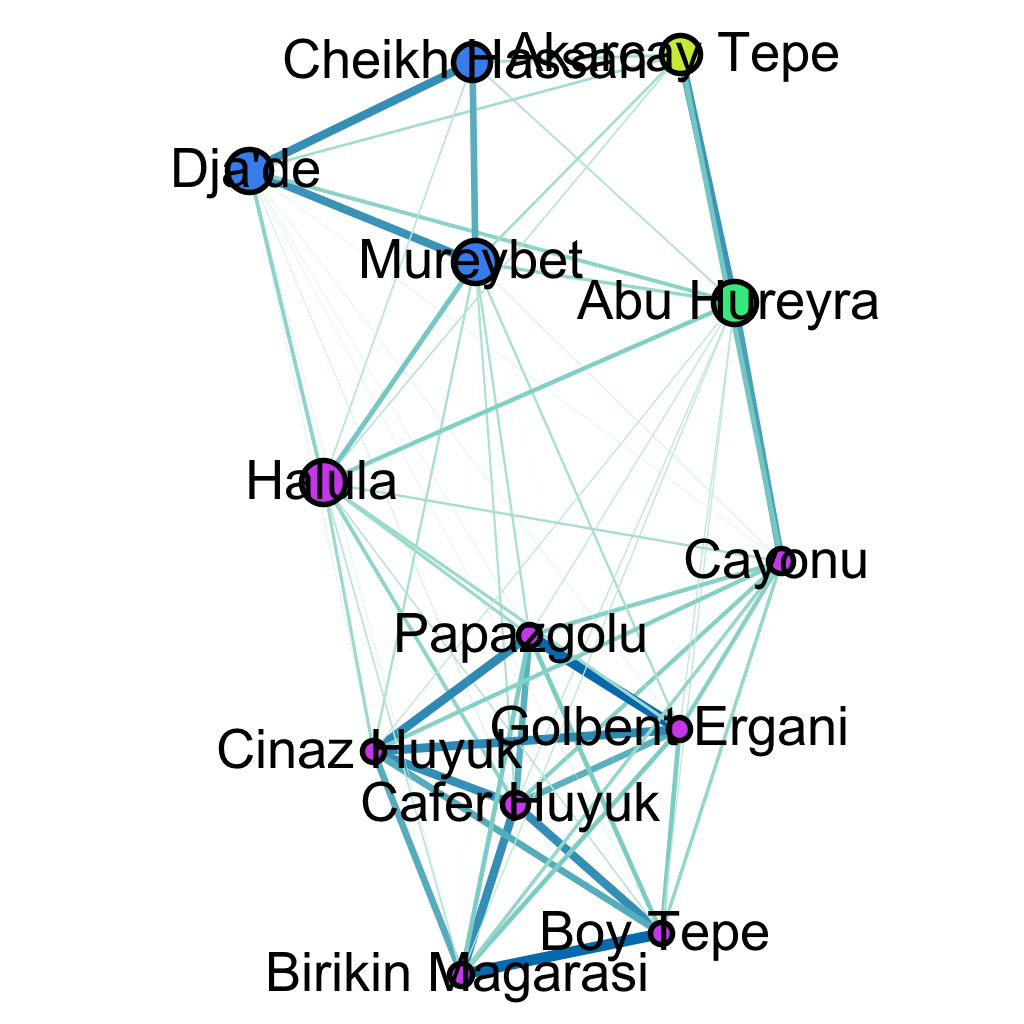 Cheikh Hassan
Akarcay Tepe
Dja'de
Mureybet
Abu Hureyra
Halula
Cayonu
Papazgolu
Golbent Ergani
Cinaz Huyuk
Cafer Huyuk
Boy Tepe
Birikin Magarasi